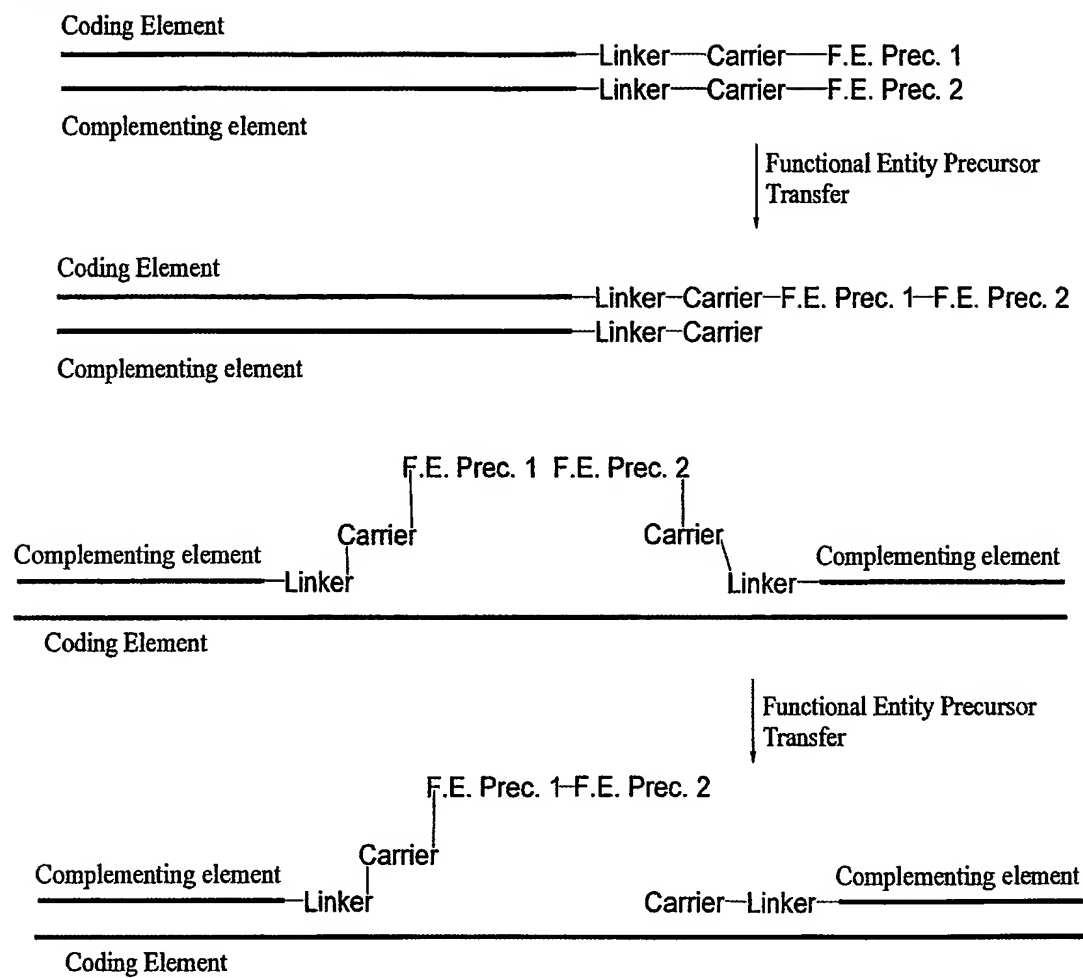 Coding Element
Linker—Carrier—F.E. Prec. 1
Linker—Carrier—F.E. Prec. 2
Complementing element
Functional Entity Precursor
Transfer
Coding Element
Linker—Carrier—F.E. Prec. 1—F.E. Prec. 2
Linker—Carrier
Complementing element
F.E. Prec. 1 F.E. Prec. 2
Carrier Carrier
Complementing element Complementing element
Linker Linker
Coding Element
Functional Entity Precursor
Transfer
F.E. Prec. 1—F.E. Prec. 2
Carrier
Complementing element Complementing element
Linker Carrier—Linker
Coding Element